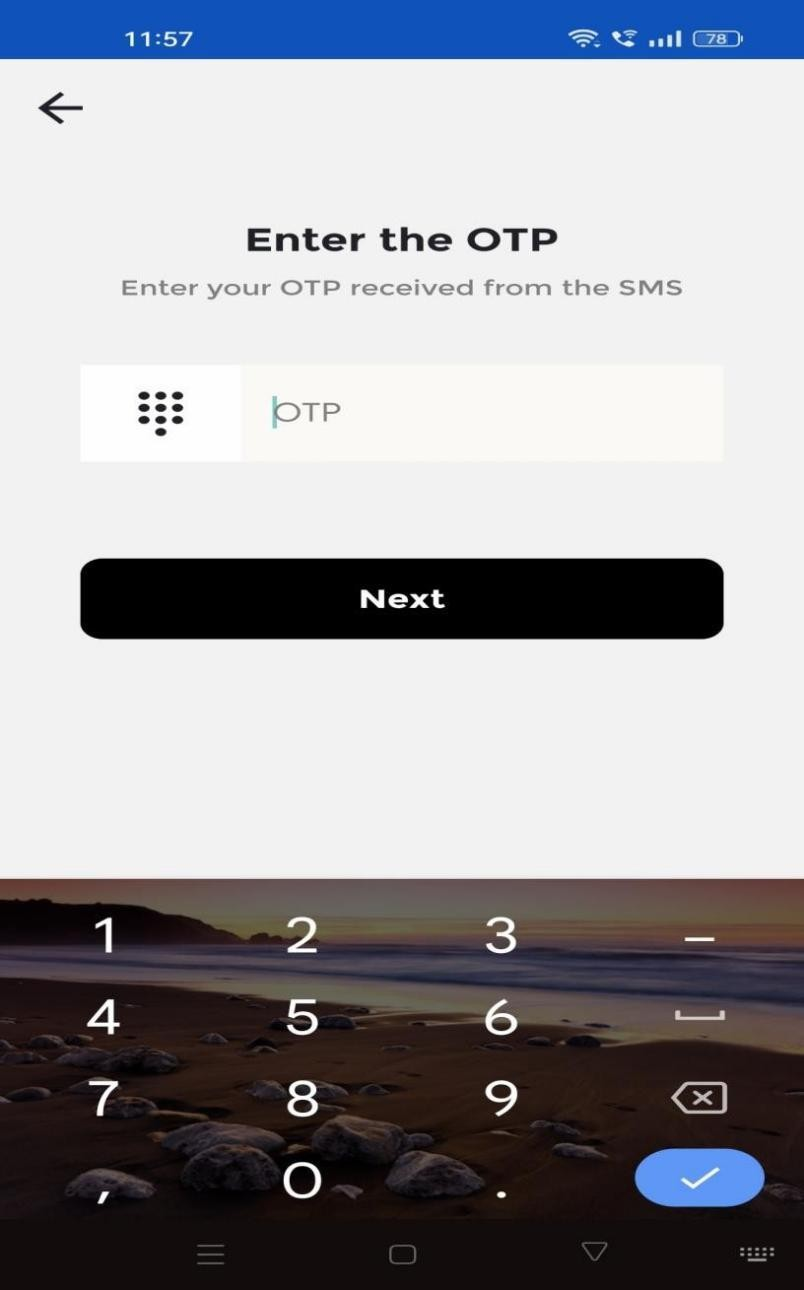 11:57
78
Enter the OTP
Enter your OTP received from the SMS
OTP
Next
1 2 3 –
4 5 6
7 8 9
, 0 .